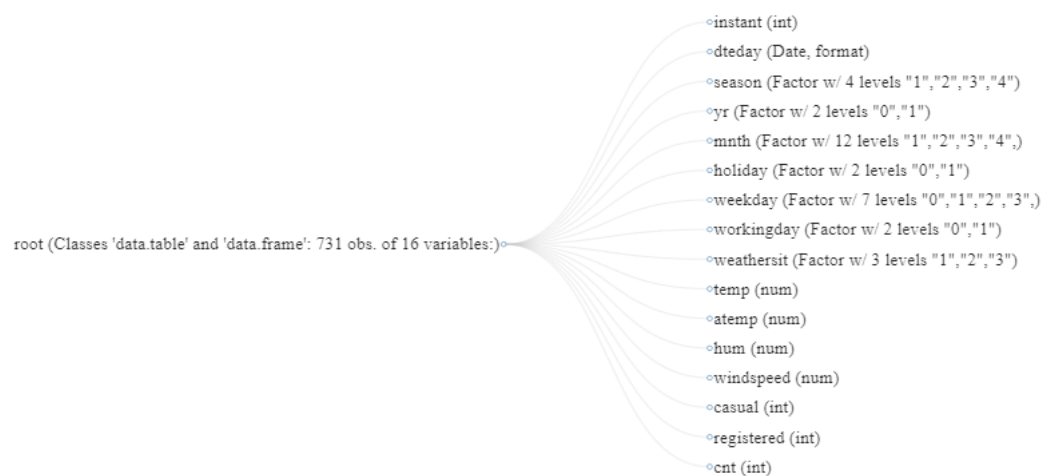 instant (int)
dteday (Date, format)
season (Factor w/ 4 levels "1","2","3","4")
yr (Factor w/ 2 levels "0","1")
mnth (Factor w/ 12 levels "1","2","3","4",)
holiday (Factor w/ 2 levels "0","1")
weekday (Factor w/ 7 levels "0","1","2","3",)
workingday (Factor w/ 2 levels "0","1")
root (Classes 'data.table' and 'data.frame': 731 obs. of 16 variables:)
weathersit (Factor w/ 3 levels "1","2","3")
temp (num)
atemp (num)
hum (num)
windspeed (num)
casual (int)
registered (int)
cnt (int)